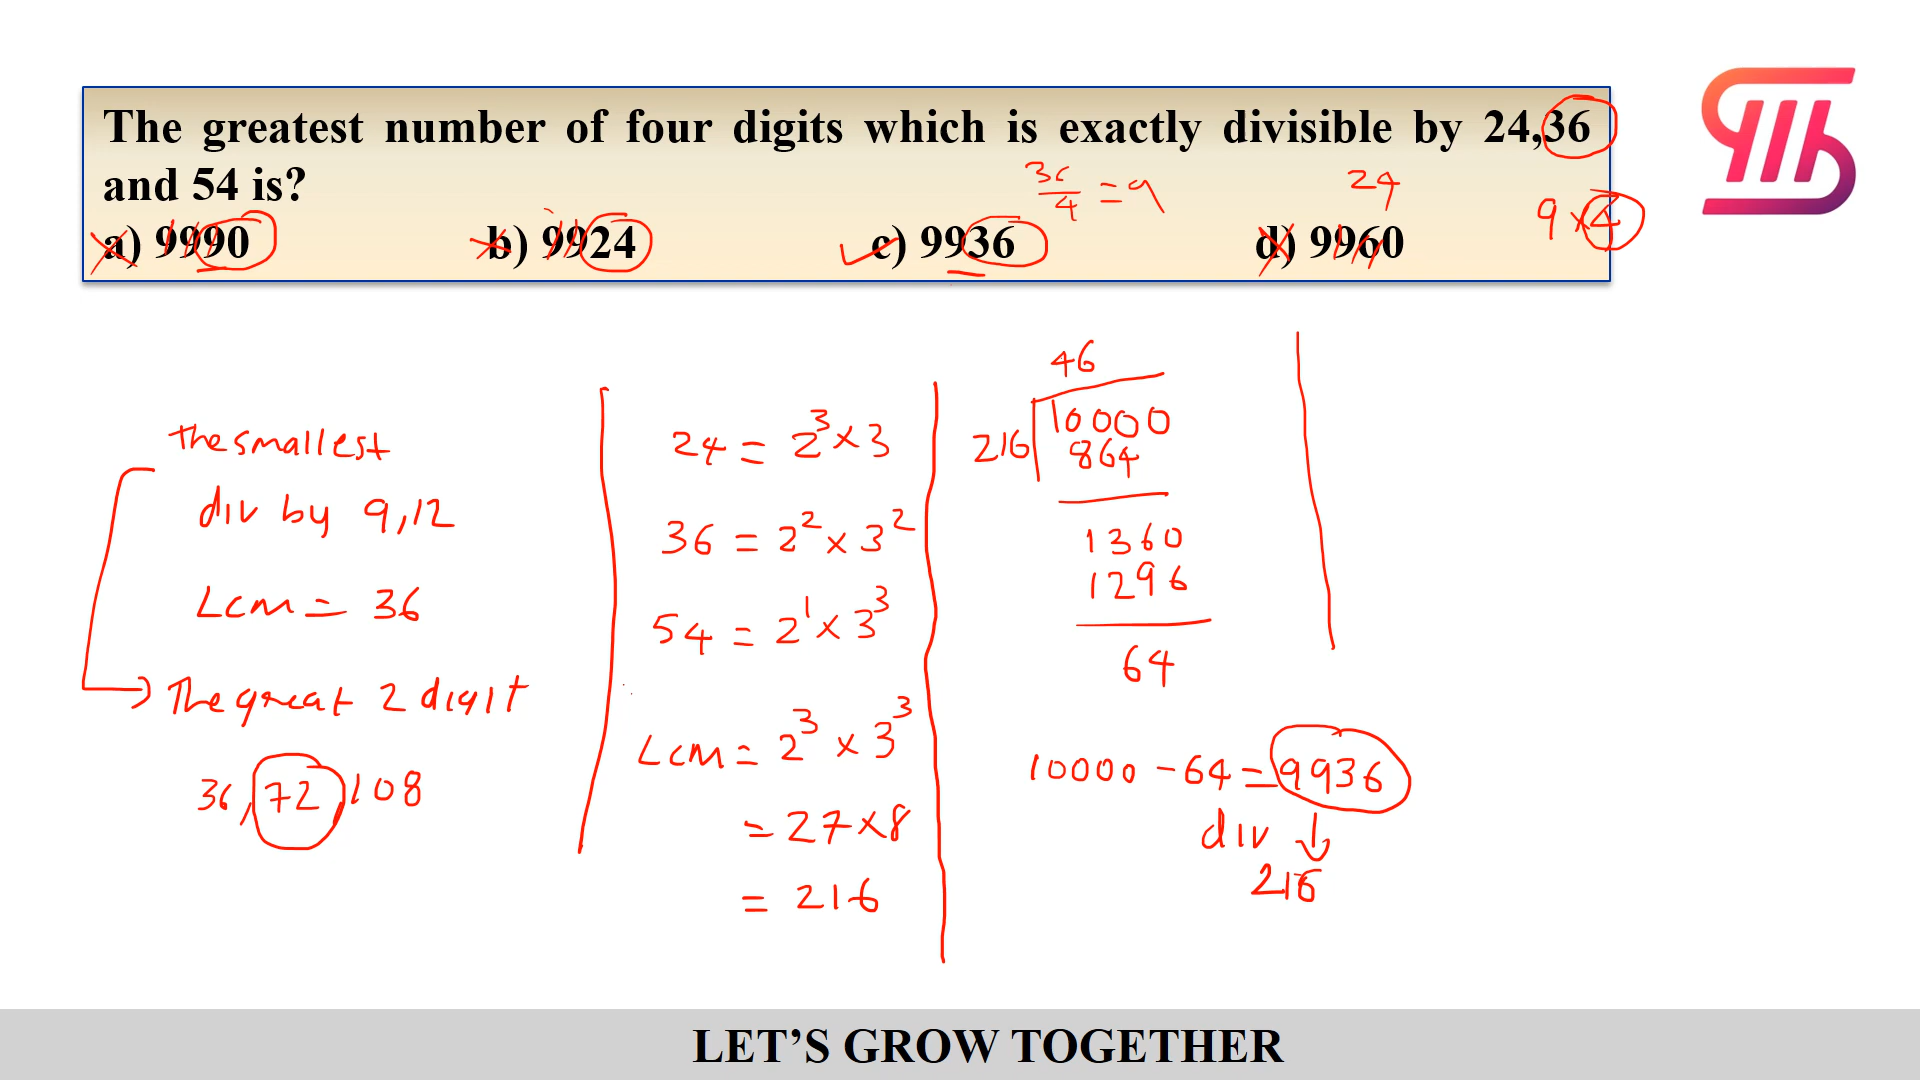 The greatest number of four digits which is exactly divisible by 24,36
and 54 is?
36/4 = 9
24
9 × 4
a) 9990 b) 9924 c) 9936 d) 9960
the smallest
div by 9,12
LCM = 36
The great 2 digit
36, 72, 108
24 = 2³ × 3
36 = 2² × 3²
54 = 2¹ × 3³
LCM = 2³ × 3³
= 27 × 8
= 216
46
216 10000
864
1360
1296
64
10000 - 64 = 9936
div ↓
216
LET’S GROW TOGETHER